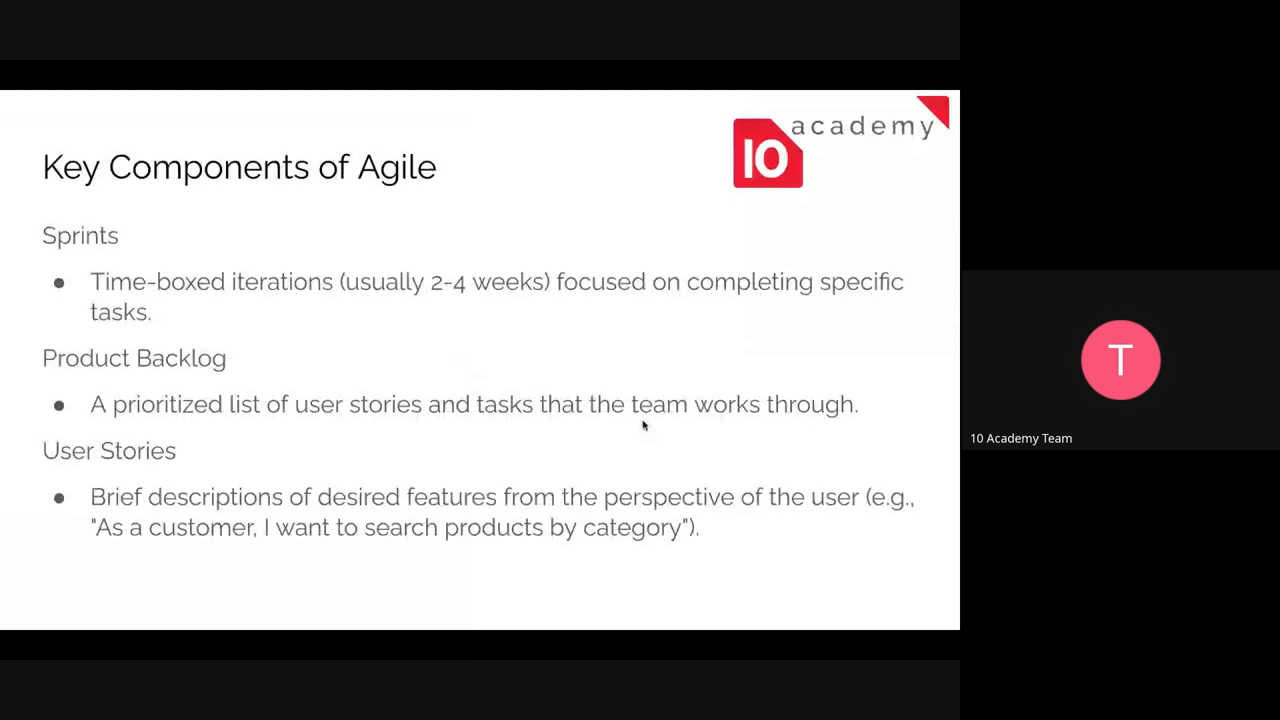 10 academy
Key Components of Agile
Sprints
● Time-boxed iterations (usually 2-4 weeks) focused on completing specific
tasks.
Product Backlog
● A prioritized list of user stories and tasks that the team works through.
User Stories
● Brief descriptions of desired features from the perspective of the user (e.g.,
"As a customer, I want to search products by category").
T
10 Academy Team